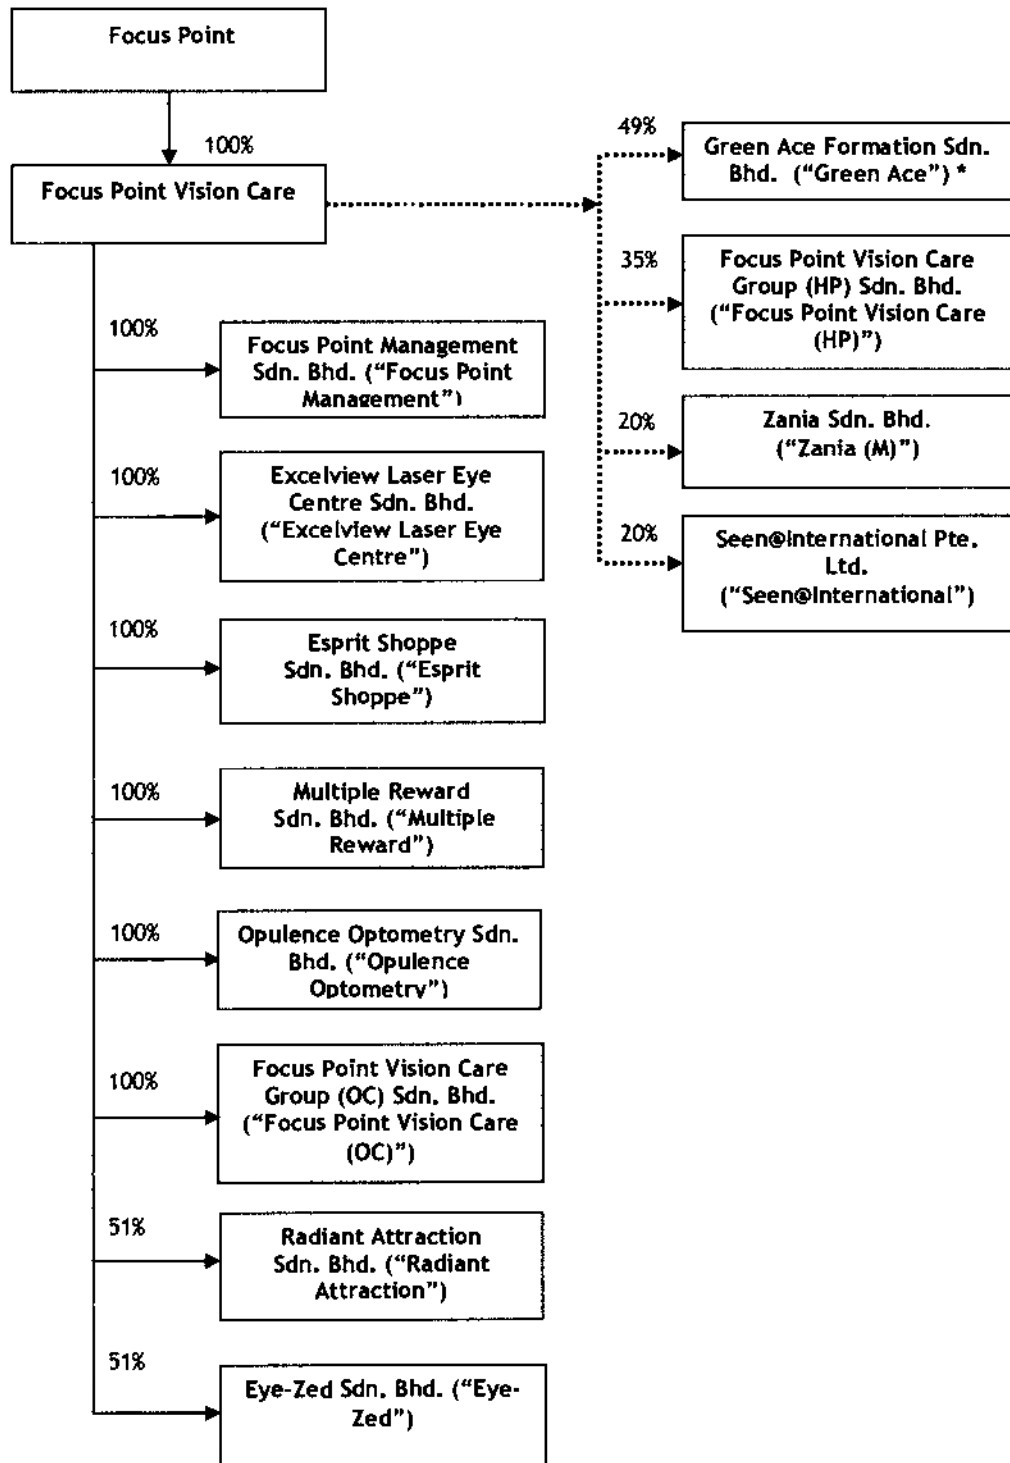 Focus Point
100%
Focus Point Vision Care
49%
Green Ace Formation Sdn.
Bhd. (“Green Ace”) *
35%
Focus Point Vision Care
Group (HP) Sdn. Bhd.
(“Focus Point Vision Care
(HP)”)
20%
Zania Sdn. Bhd.
(“Zania (M)”)
20%
Seen@International Pte.
Ltd.
(“Seen@International”)
100%
Focus Point Management
Sdn. Bhd. (“Focus Point
Management”)
100%
Excelview Laser Eye
Centre Sdn. Bhd.
(“Excelview Laser Eye
Centre”)
100%
Esprit Shoppe
Sdn. Bhd. (“Esprit
Shoppe”)
100%
Multiple Reward
Sdn. Bhd. (“Multiple
Reward”)
100%
Opulence Optometry Sdn.
Bhd. (“Opulence
Optometry”)
100%
Focus Point Vision Care
Group (OC) Sdn. Bhd.
(“Focus Point Vision Care
(OC)”)
51%
Radiant Attraction
Sdn. Bhd. (“Radiant
Attraction”)
51%
Eye-Zed Sdn. Bhd. (“Eye-
Zed”)